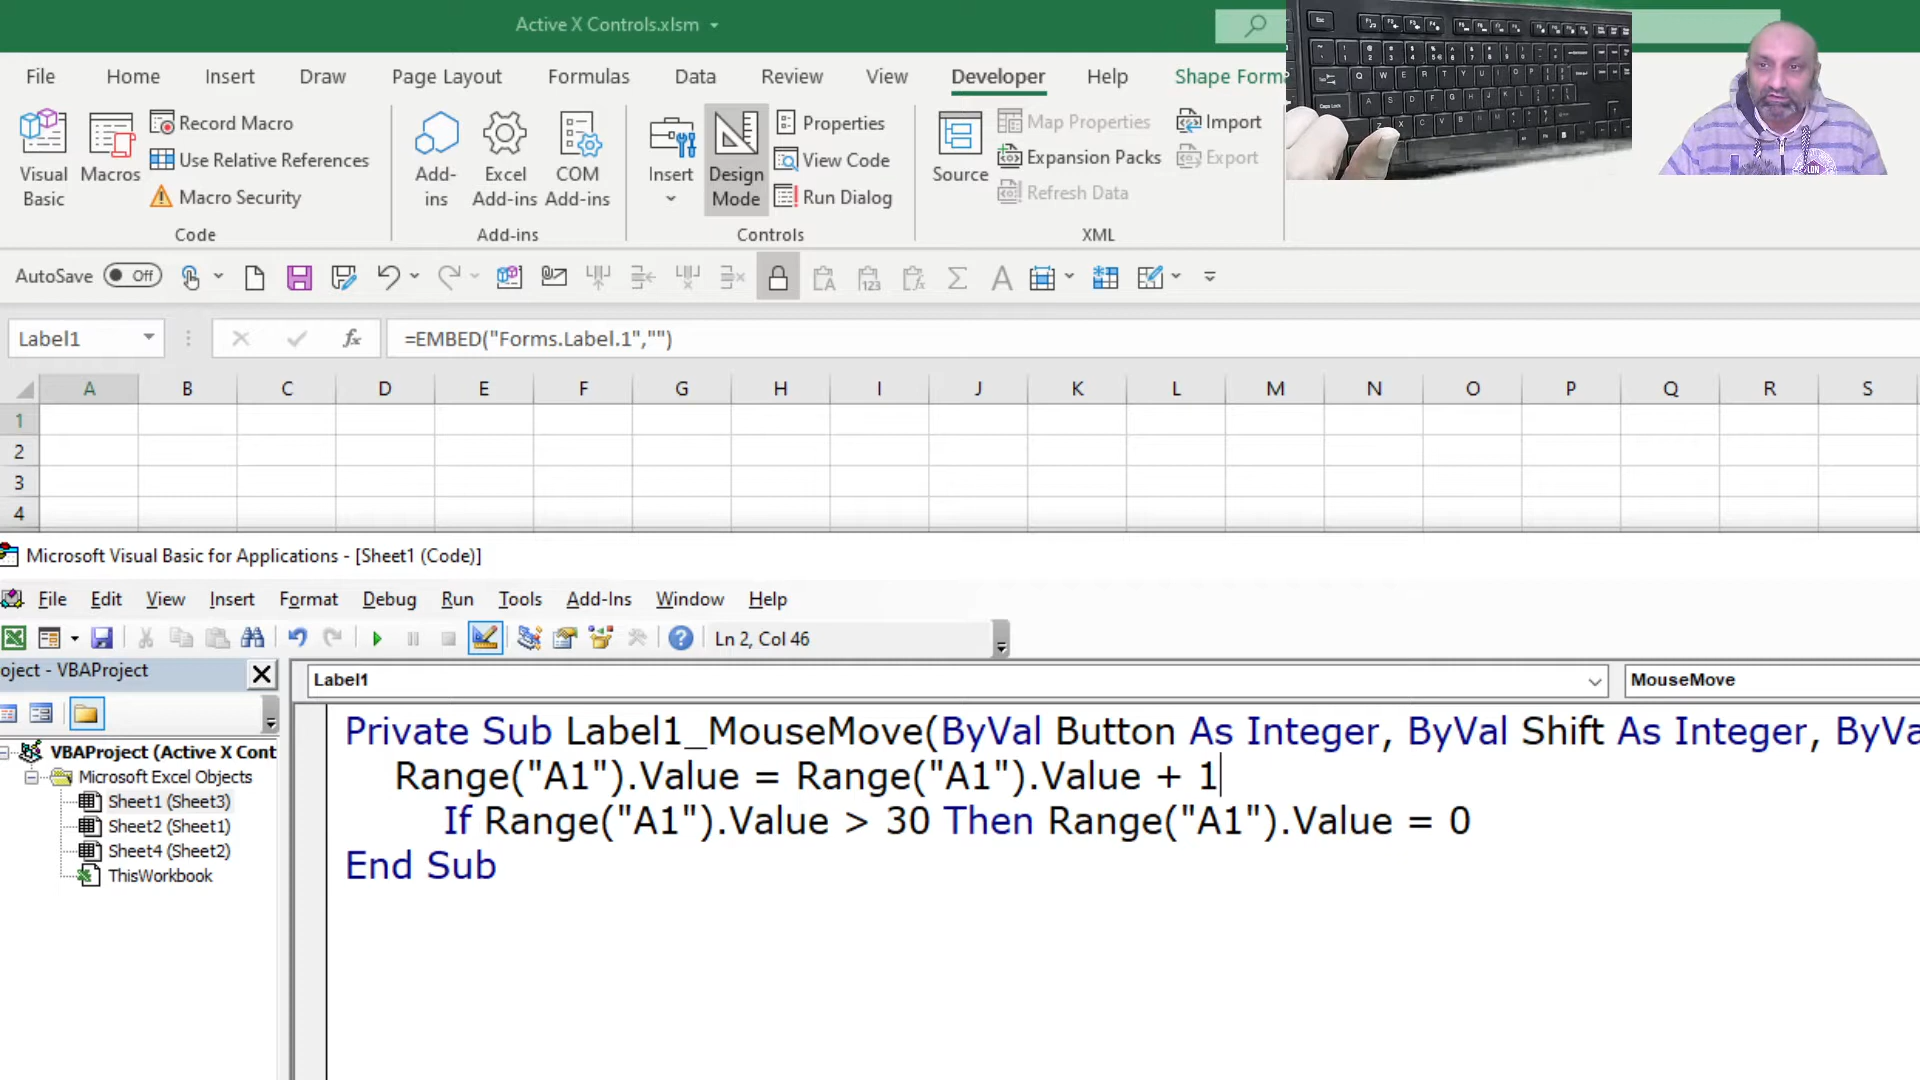 Active X Controls.xlsm
File Home Insert Draw Page Layout Formulas Data Review View Developer Help Shape Form
Visual Basic
Macros
Record Macro
Use Relative References
Macro Security
Code
Add-ins
Excel Add-ins
COM Add-ins
Add-ins
Insert
Design Mode
Properties
View Code
Run Dialog
Controls
Source
Map Properties
Expansion Packs
Refresh Data
Import
Export
XML
AutoSave Off
Label1
fx
=EMBED("Forms.Label.1","")
A B C D E F G H I J K L M N O P Q R S
1
2
3
4
Microsoft Visual Basic for Applications - [Sheet1 (Code)]
File Edit View Insert Format Debug Run Tools Add-Ins Window Help
Ln 2, Col 46
oject - VBAProject
Label1
MouseMove
VBAProject (Active X Cont
Microsoft Excel Objects
Sheet1 (Sheet3)
Sheet2 (Sheet1)
Sheet4 (Sheet2)
ThisWorkbook
Private Sub Label1_MouseMove(ByVal Button As Integer, ByVal Shift As Integer, ByVa
Range("A1").Value = Range("A1").Value + 1
If Range("A1").Value > 30 Then Range("A1").Value = 0
End Sub